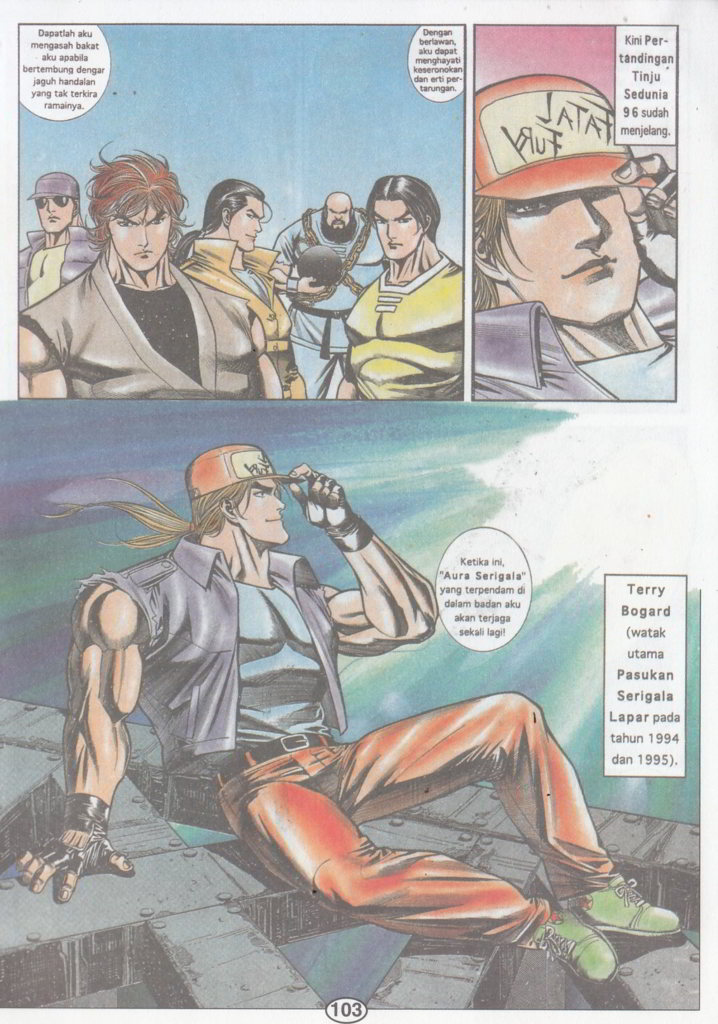 Dapatlah aku
mengasah bakat
aku apabila
bertembung dengan
jaguh handalan
yang tak terkira
ramainya.
Dengan
berlawan,
aku dapat
menghayati
keseronokan
dan erti per-
tarungan.
Kini Per-
tandingan
Tinju
Sedunia
96 sudah
menjelang.
FATAL
FURY
FURY
Ketika ini,
"Aura Serigala"
yang terpendam di
dalam badan aku
akan terjaga
sekali lagi!
Terry
Bogard
(watak
utama
Pasukan
Serigala
Lapar pada
tahun 1994
dan 1995).
103